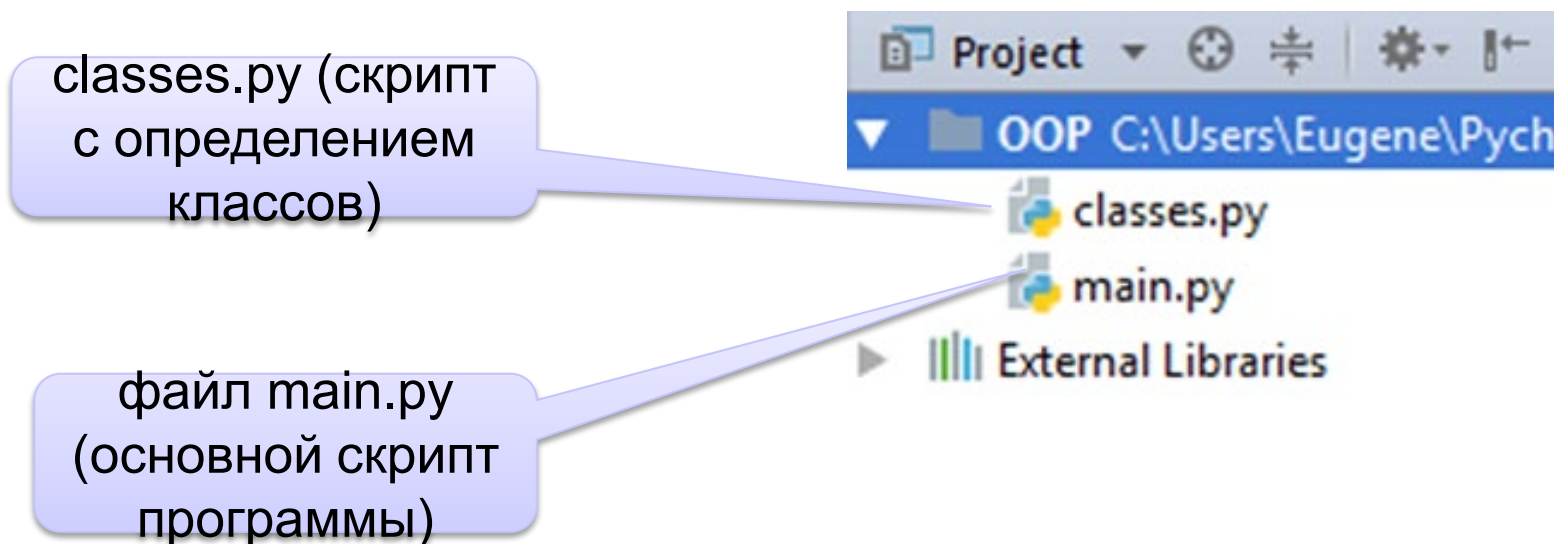 classes.py (скрипт
с определением
классов)
файл main.py
(основной скрипт
программы)
Project
OOP C:\Users\Eugene\Pych
classes.py
main.py
External Libraries